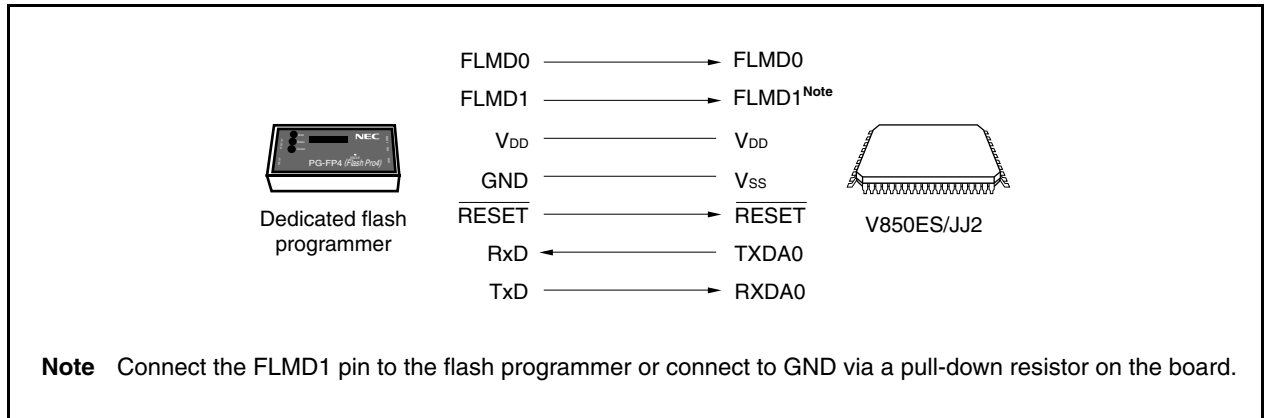 FLMD0 FLMD0
FLMD1 FLMD1Note
VDD VDD
GND VSS
RESET RESET
RxD TXDA0
TxD RXDA0
NEC
PG-FP4 (Flash Pro4)
Dedicated flash
programmer
V850ES/JJ2
Note Connect the FLMD1 pin to the flash programmer or connect to GND via a pull-down resistor on the board.